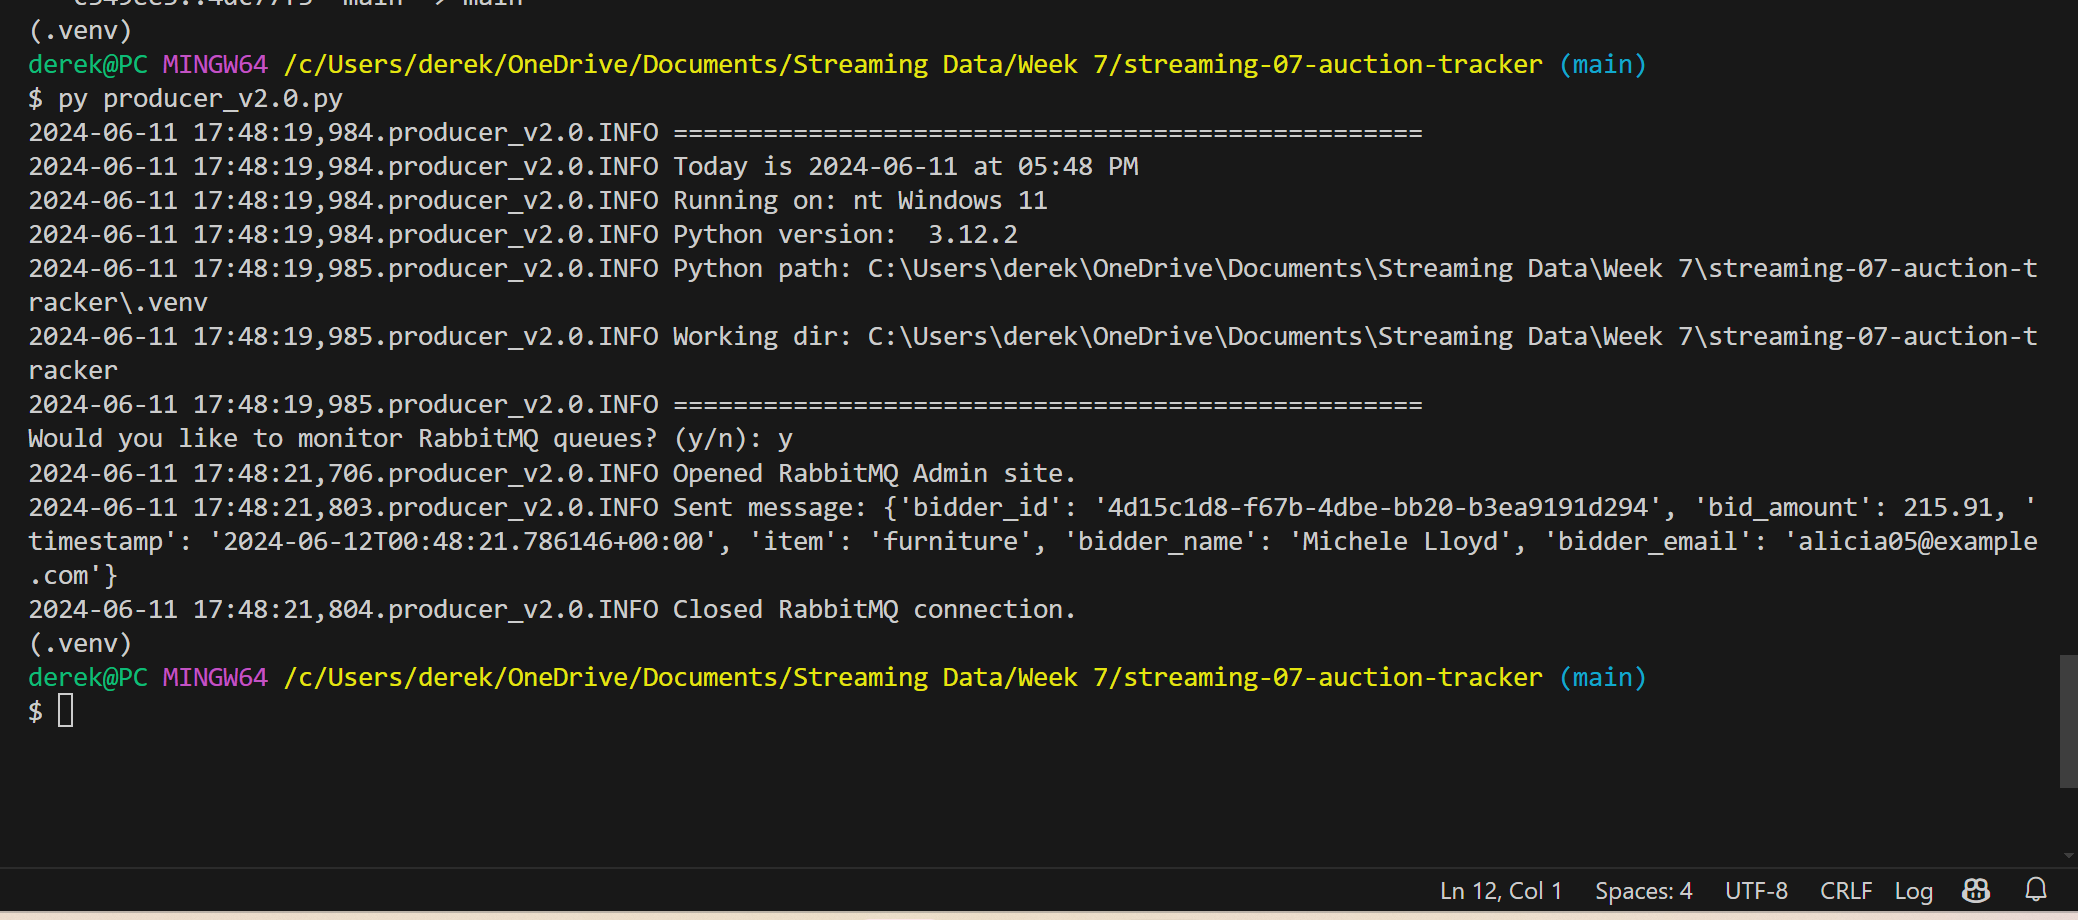 (.venv)
derek@PC MINGW64 /c/Users/derek/OneDrive/Documents/Streaming Data/Week 7/streaming-07-auction-tracker (main)
$ py producer_v2.0.py
2024-06-11 17:48:19,984.producer_v2.0.INFO ==================================================
2024-06-11 17:48:19,984.producer_v2.0.INFO Today is 2024-06-11 at 05:48 PM
2024-06-11 17:48:19,984.producer_v2.0.INFO Running on: nt Windows 11
2024-06-11 17:48:19,984.producer_v2.0.INFO Python version:  3.12.2
2024-06-11 17:48:19,985.producer_v2.0.INFO Python path: C:\Users\derek\OneDrive\Documents\Streaming Data\Week 7\streaming-07-auction-t
racker\.venv
2024-06-11 17:48:19,985.producer_v2.0.INFO Working dir: C:\Users\derek\OneDrive\Documents\Streaming Data\Week 7\streaming-07-auction-t
racker
2024-06-11 17:48:19,985.producer_v2.0.INFO ==================================================
Would you like to monitor RabbitMQ queues? (y/n): y
2024-06-11 17:48:21,706.producer_v2.0.INFO Opened RabbitMQ Admin site.
2024-06-11 17:48:21,803.producer_v2.0.INFO Sent message: {'bidder_id': '4d15c1d8-f67b-4dbe-bb20-b3ea9191d294', 'bid_amount': 215.91, '
timestamp': '2024-06-12T00:48:21.786146+00:00', 'item': 'furniture', 'bidder_name': 'Michele Lloyd', 'bidder_email': 'alicia05@example
.com'}
2024-06-11 17:48:21,804.producer_v2.0.INFO Closed RabbitMQ connection.
(.venv)
derek@PC MINGW64 /c/Users/derek/OneDrive/Documents/Streaming Data/Week 7/streaming-07-auction-tracker (main)
$
Ln 12, Col 1 Spaces: 4 UTF-8 CRLF Log